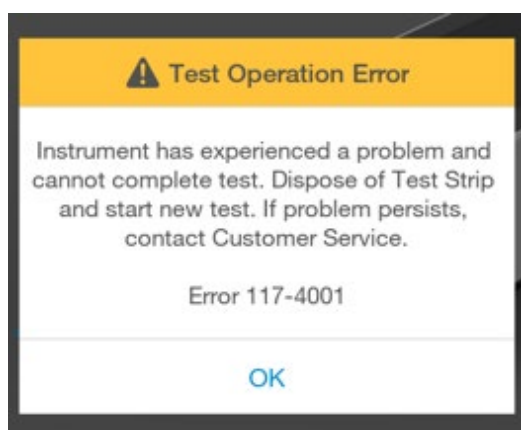 Test Operation Error
Instrument has experienced a problem and
cannot complete test. Dispose of Test Strip
and start new test. If problem persists,
contact Customer Service.
Error 117-4001
OK